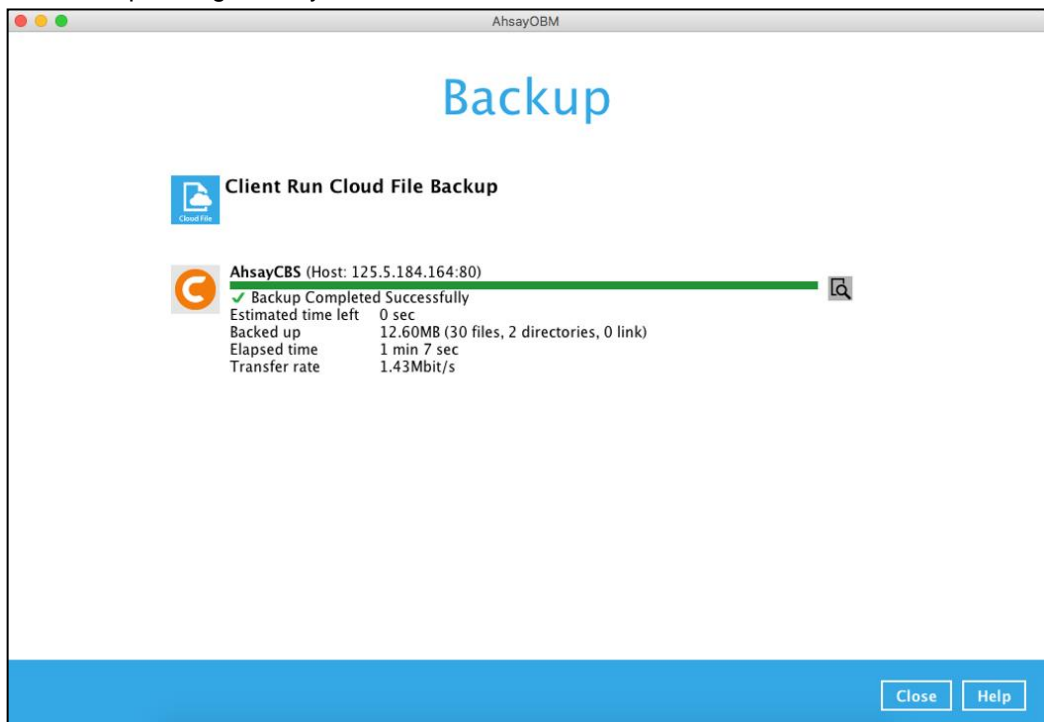 AhsayOBM
Backup
Client Run Cloud File Backup
Cloud File
AhsayCBS (Host: 125.5.184.164:80)
Backup Completed Successfully
Estimated time left 0 sec
Backed up 12.60MB (30 files, 2 directories, 0 link)
Elapsed time 1 min 7 sec
Transfer rate 1.43Mbit/s
Close Help